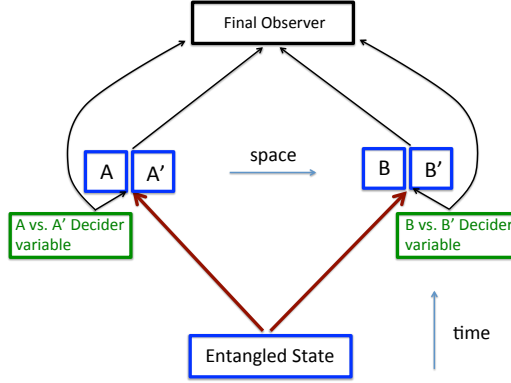 Final Observer
A
A'
space
B
B'
A vs. A' Decider
variable
B vs. B' Decider
variable
time
Entangled State